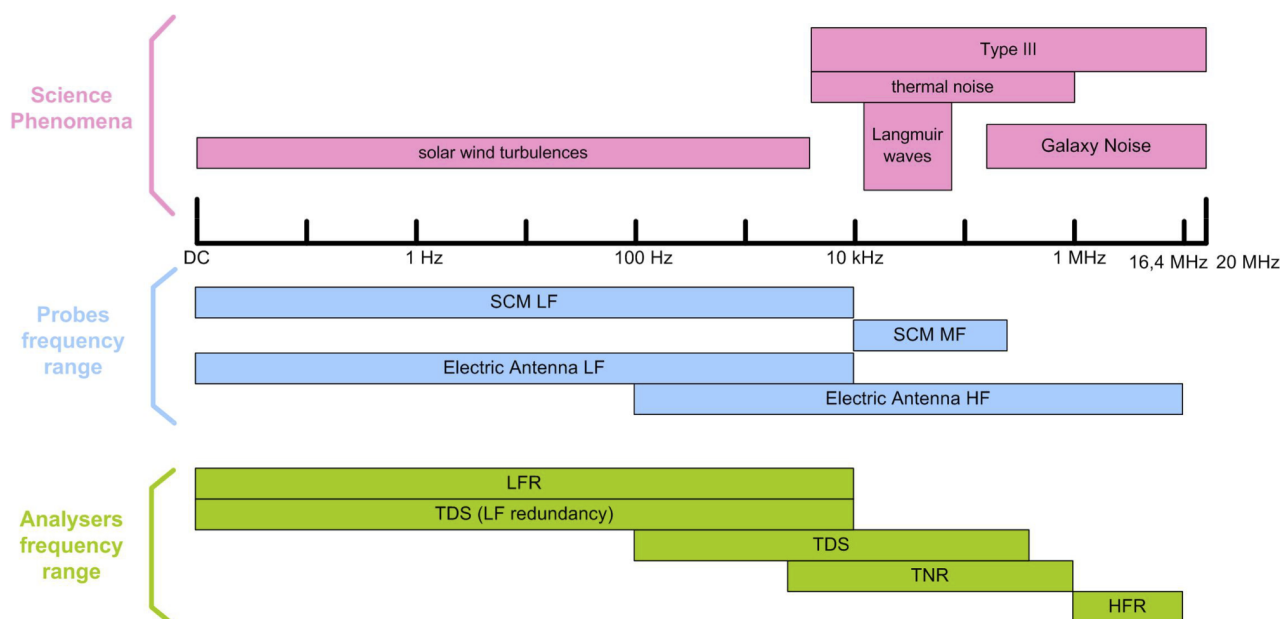 Type III
thermal noise
Science
Phenomena
Langmuir
waves
Galaxy Noise
solar wind turbulences
DC
1 Hz
100 Hz
10 kHz
1 MHz
16,4 MHz
20 MHz
SCM LF
Probes
frequency
range
SCM MF
Electric Antenna LF
Electric Antenna HF
LFR
TDS (LF redundancy)
Analysers
frequency
range
TDS
TNR
HFR